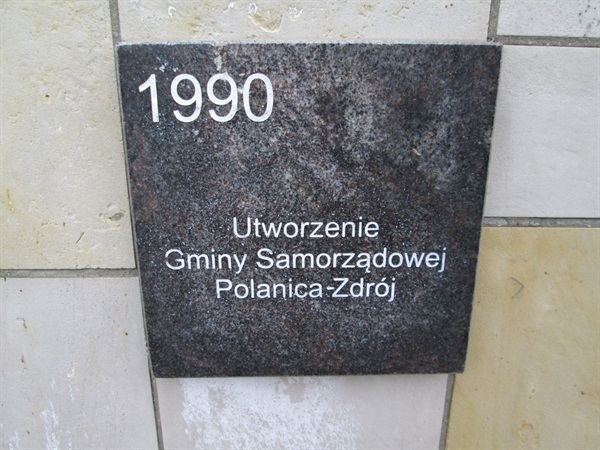 1990
Utworzenie
Gminy Samorządowej
Polanica-Zdrój